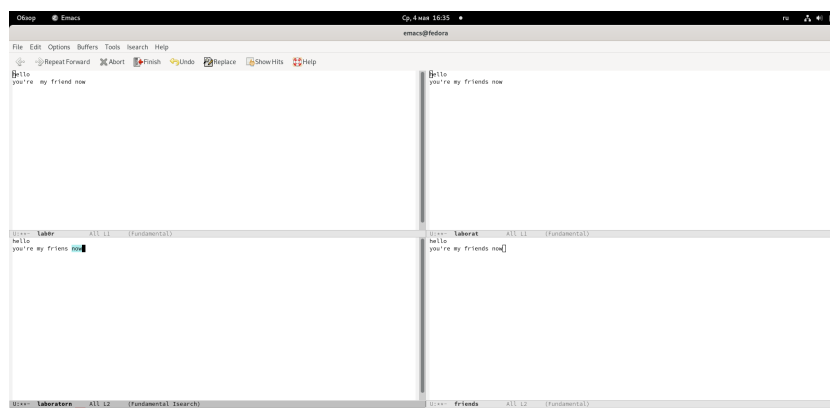 Обзор Emacs Ср, 4 мая 16:35 ru
emacs@fedora
File Edit Options Buffers Tools Isearch Help
Repeat Forward Abort Finish Undo Replace Show Hits Help
Hello
you're my friend now
U:**- lab@r All L1 (Fundamental)
Hello
you're my friends now
U:**- laborat All L1 (Fundamental)
hello
you're my friens now
U:**- laboratorn All L2 (Fundamental Isearch)
hello
you're my friends now
U:**- friends All L2 (Fundamental)